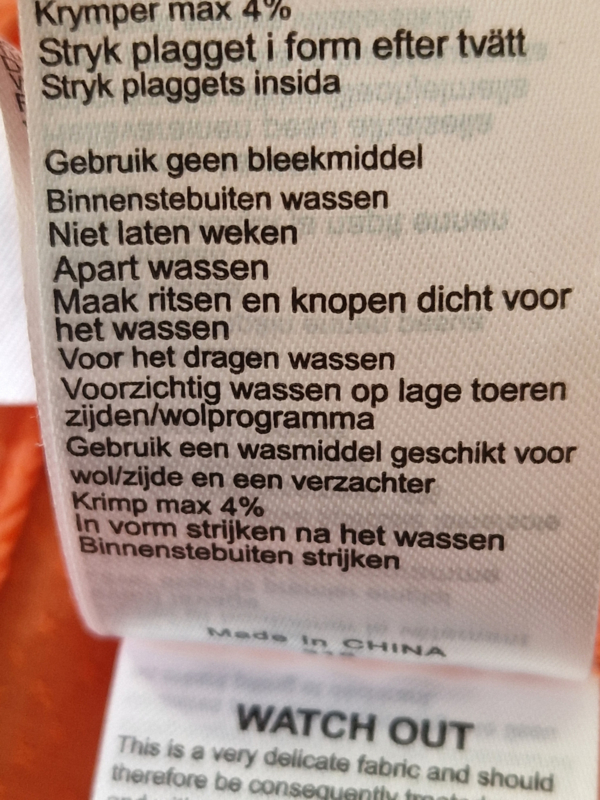 Krymper max 4%
Stryk plagget i form efter tvätt
Stryk plaggets insida
Gebruik geen bleekmiddel
Binnenstebuiten wassen
Niet laten weken
Apart wassen
Maak ritsen en knopen dicht voor
het wassen
Voor het dragen wassen
Voorzichtig wassen op lage toeren
zijden/wolprogramma
Gebruik een wasmiddel geschikt voor
wol/zijde en een verzachter
Krimp max 4%
In vorm strijken na het wassen
Binnenstebuiten strijken
Made in CHINA
WATCH OUT
This is a very delicate fabric and should
therefore be consequently